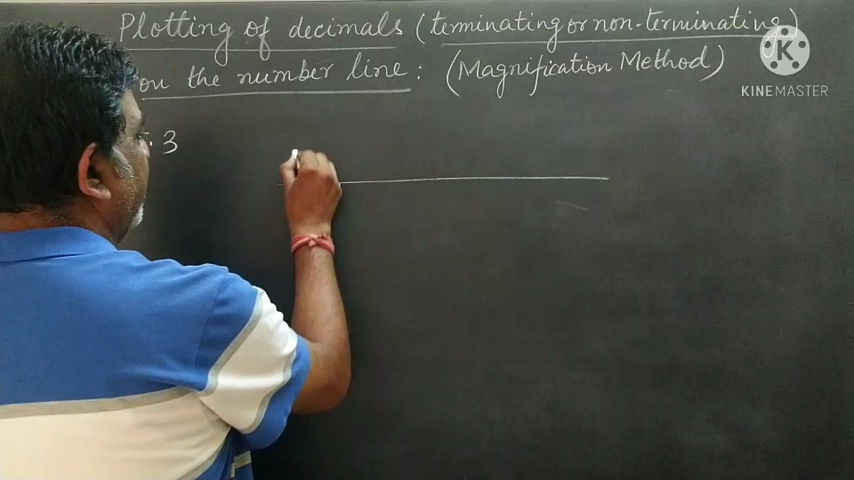 Plotting of decimals (terminating or non-terminating)
on the number line: (Magnification Method)
K
KINEMASTER
.3